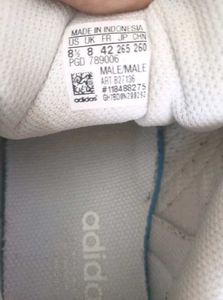 MADE IN INDONESIA
US UK FR JP CHN
8½ 8 42 265 260
PGD 789006
MALE/MALE
ART B27136
#118488275
adidas
adidas